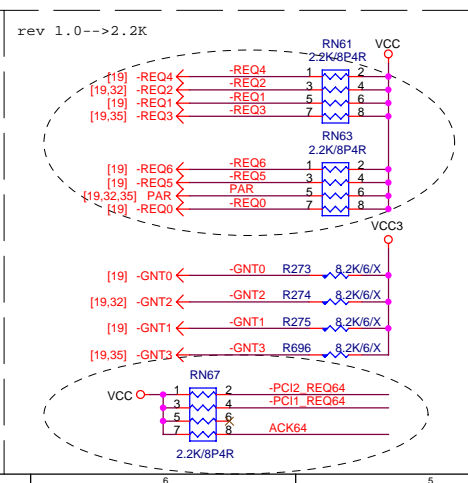 rev 1.0-->2.2K
RN61
2.2K/8P4R
VCC
[19] -REQ4 -REQ4 1 2
[19,32] -REQ2 -REQ2 3 4
[19] -REQ1 -REQ1 5 6
[19,35] -REQ3 -REQ3 7 8
RN63
2.2K/8P4R
[19] -REQ6 -REQ6 1 2
[19] -REQ5 -REQ5 3 4
[19,32,35] PAR PAR 5 6
[19] -REQ0 -REQ0 7 8
VCC3
[19] -GNT0 -GNT0 R273 8.2K/6/X
[19,32] -GNT2 -GNT2 R274 8.2K/6/X
[19] -GNT1 -GNT1 R275 8.2K/6/X
[19,35] -GNT3 -GNT3 R696 8.2K/6/X
RN67
VCC 1 2 -PCI2_REQ64
3 4 -PCI1_REQ64
5 6
7 8 ACK64
2.2K/8P4R
6 5